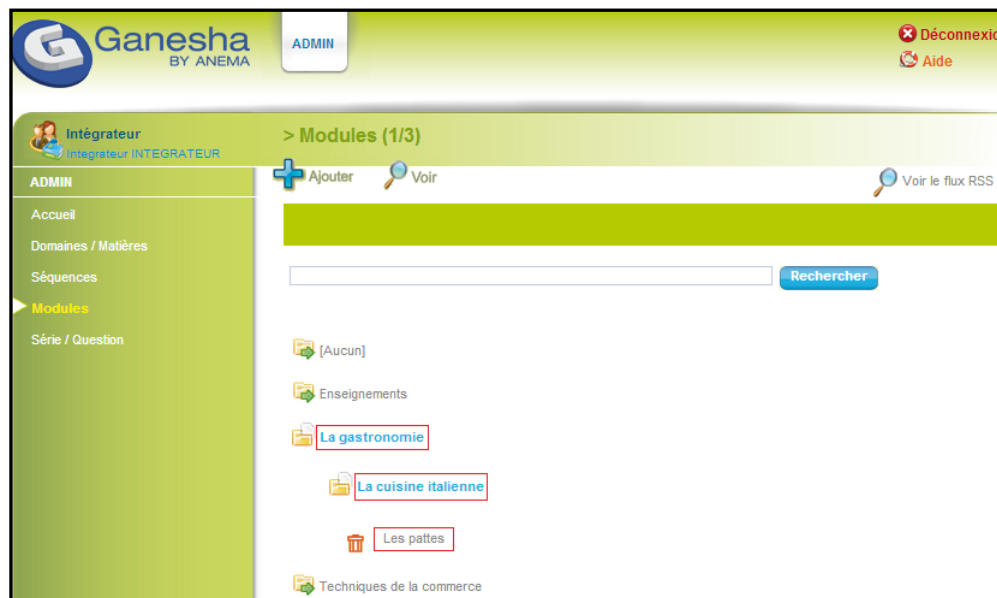 Ganesha
BY ANEMA
ADMIN
Déconnexio
Aide
Intégrateur
Integrateur INTEGRATEUR
> Modules (1/3)
ADMIN
Ajouter
Voir
Voir le flux RSS
Accueil
Domaines / Matières
Séquences
Rechercher
Modules
Série / Question
[Aucun]
Enseignements
La gastronomie
La cuisine italienne
Les pattes
Techniques de la commerce